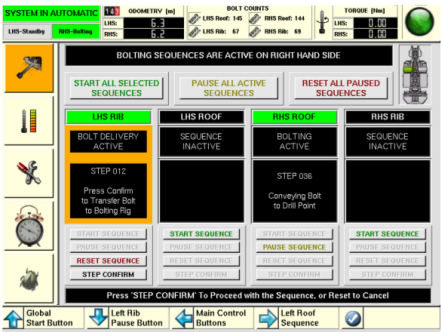 SYSTEM IN AUTOMATIC
LHS-Standby RHS-Bolting
ODOMETRY [m]
LHS: 6.3
RHS: 6.2
BOLT COUNTS
LHS Roof: 145 RHS Roof: 144
LHS Rib: 67 RHS Rib: 69
TORQUE [Nm]
LHS: 0.00
RHS: 0.00
BOLTING SEQUENCES ARE ACTIVE ON RIGHT HAND SIDE
START ALL SELECTED SEQUENCES
PAUSE ALL ACTIVE SEQUENCES
RESET ALL PAUSED SEQUENCES
LHS RIB
BOLT DELIVERY ACTIVE
STEP 012
Press Confirm
to Transfer Bolt
to Bolting Rig
START SEQUENCE
PAUSE SEQUENCE
RESET SEQUENCE
STEP CONFIRM
LHS ROOF
SEQUENCE INACTIVE
START SEQUENCE
PAUSE SEQUENCE
RESET SEQUENCE
STEP CONFIRM
RHS ROOF
BOLTING ACTIVE
STEP 036
Conveying Bolt
to Drill Point
START SEQUENCE
PAUSE SEQUENCE
RESET SEQUENCE
STEP CONFIRM
RHS RIB
SEQUENCE INACTIVE
START SEQUENCE
PAUSE SEQUENCE
RESET SEQUENCE
STEP CONFIRM
Press 'STEP CONFIRM' To Proceed with the Sequence, or Reset to Cancel
Global Start Button
Left Rib Pause Button
Main Control Buttons
Left Roof Sequence